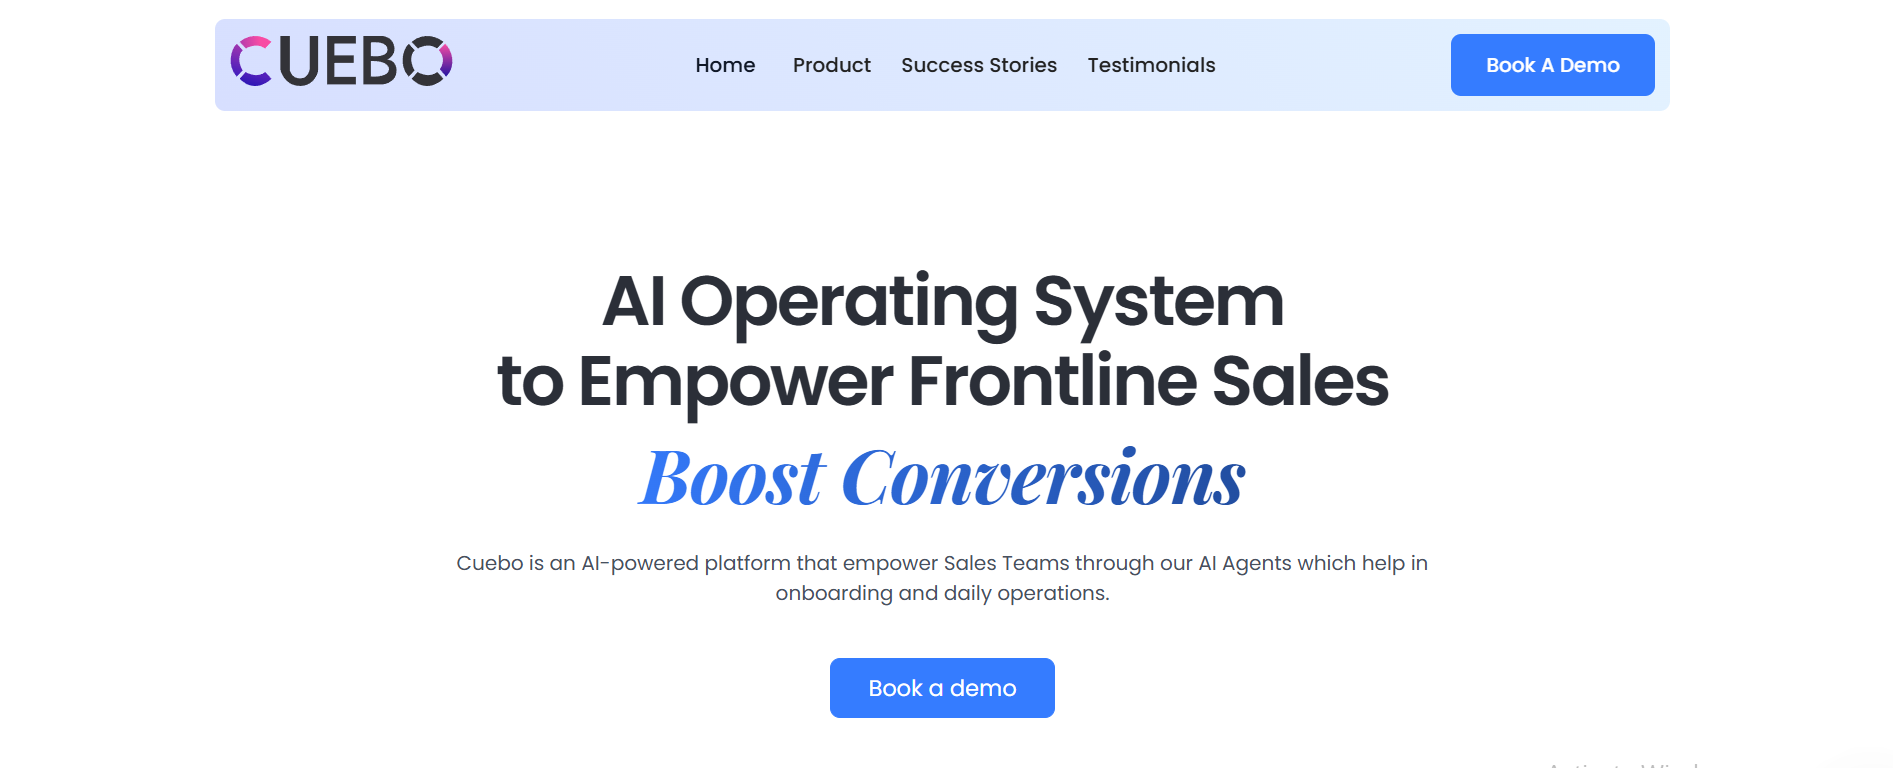 CUEBO
Home
Product
Success Stories
Testimonials
Book A Demo
AI Operating System
to Empower Frontline Sales
Boost Conversions
Cuebo is an AI-powered platform that empower Sales Teams through our AI Agents which help in
onboarding and daily operations.
Book a demo